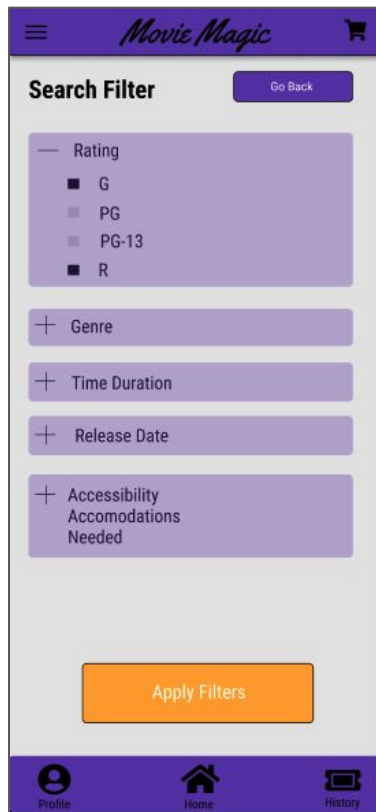 Movie Magic
Search Filter
Go Back
Rating
G
PG
PG-13
R
Genre
Time Duration
Release Date
Accessibility
Accomodations
Needed
Apply Filters
Profile
Home
History